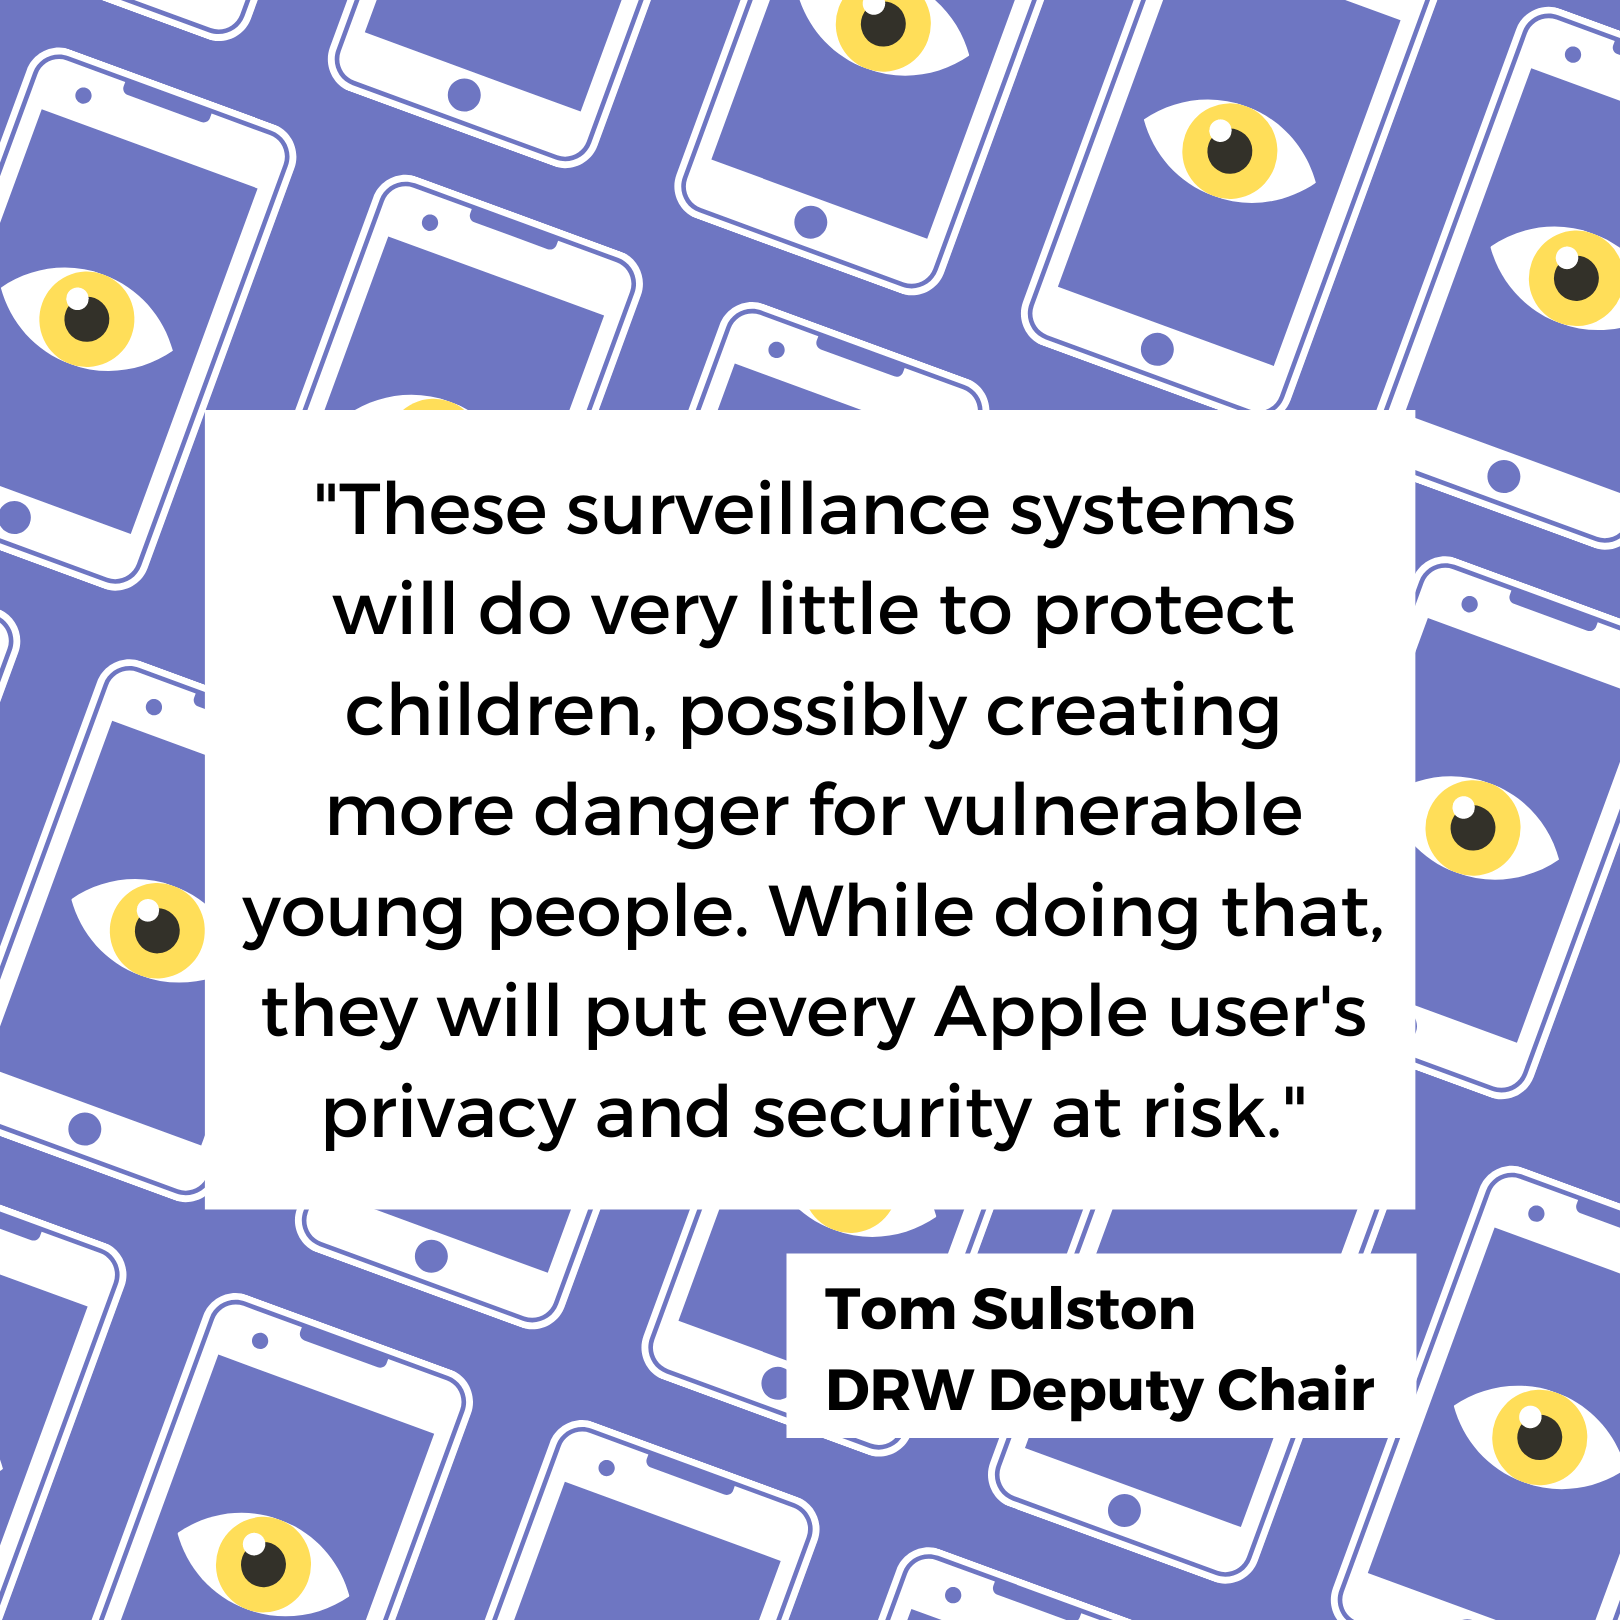 "These surveillance systems
will do very little to protect
children, possibly creating
more danger for vulnerable
young people. While doing that,
they will put every Apple user's
privacy and security at risk."
Tom Sulston
DRW Deputy Chair